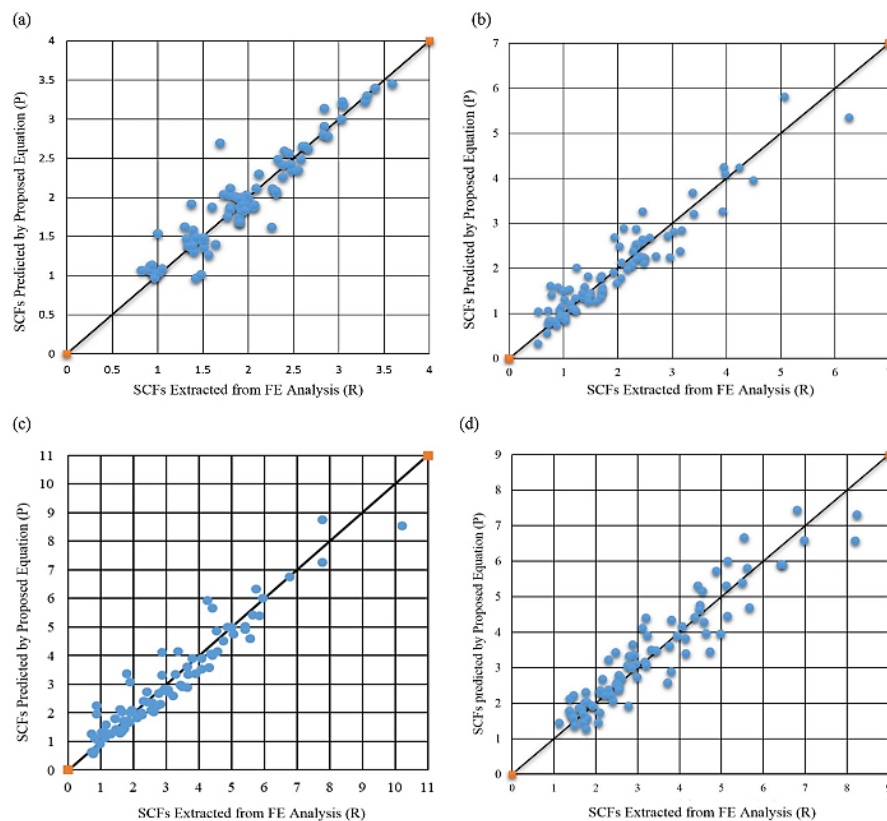 (a)
4
3.5
3
2.5
2
1.5
1
0.5
0
0 0.5 1 1.5 2 2.5 3 3.5 4
SCFs Predicted by Proposed Equation (P)
SCFs Extracted from FE Analysis (R)
(b)
7
6
5
4
3
2
1
0
0 1 2 3 4 5 6 7
SCFs Predicted by Proposed Equation (P)
SCFs Extracted from FE Analysis (R)
(c)
11
10
9
8
7
6
5
4
3
2
1
0
0 1 2 3 4 5 6 7 8 9 10 11
SCFs Predicted by Proposed Equation (P)
SCFs Extracted from FE Analysis (R)
(d)
9
8
7
6
5
4
3
2
1
0
0 1 2 3 4 5 6 7 8 9
SCFs predicted by Proposed Equation (P)
SCFs Extracted from FE Analysis (R)